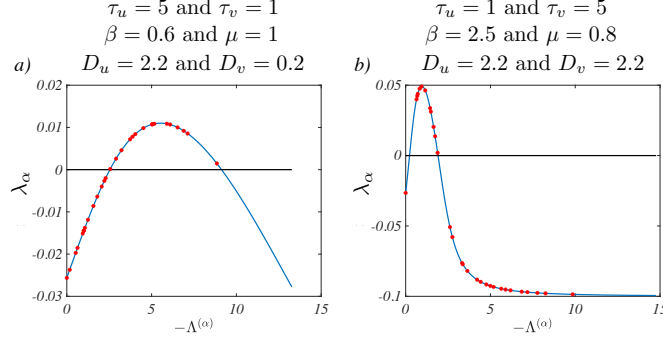 τ_u = 5 and τ_v = 1
β = 0.6 and μ = 1
a) D_u = 2.2 and D_v = 0.2
0.02
0.01
0
-0.01
-0.02
-0.03
λ_α
0 5 10 15
−Λ^(α)
τ_u = 1 and τ_v = 5
β = 2.5 and μ = 0.8
b) D_u = 2.2 and D_v = 2.2
0.05
0
-0.05
-0.1
λ_α
0 5 10 15
−Λ^(α)